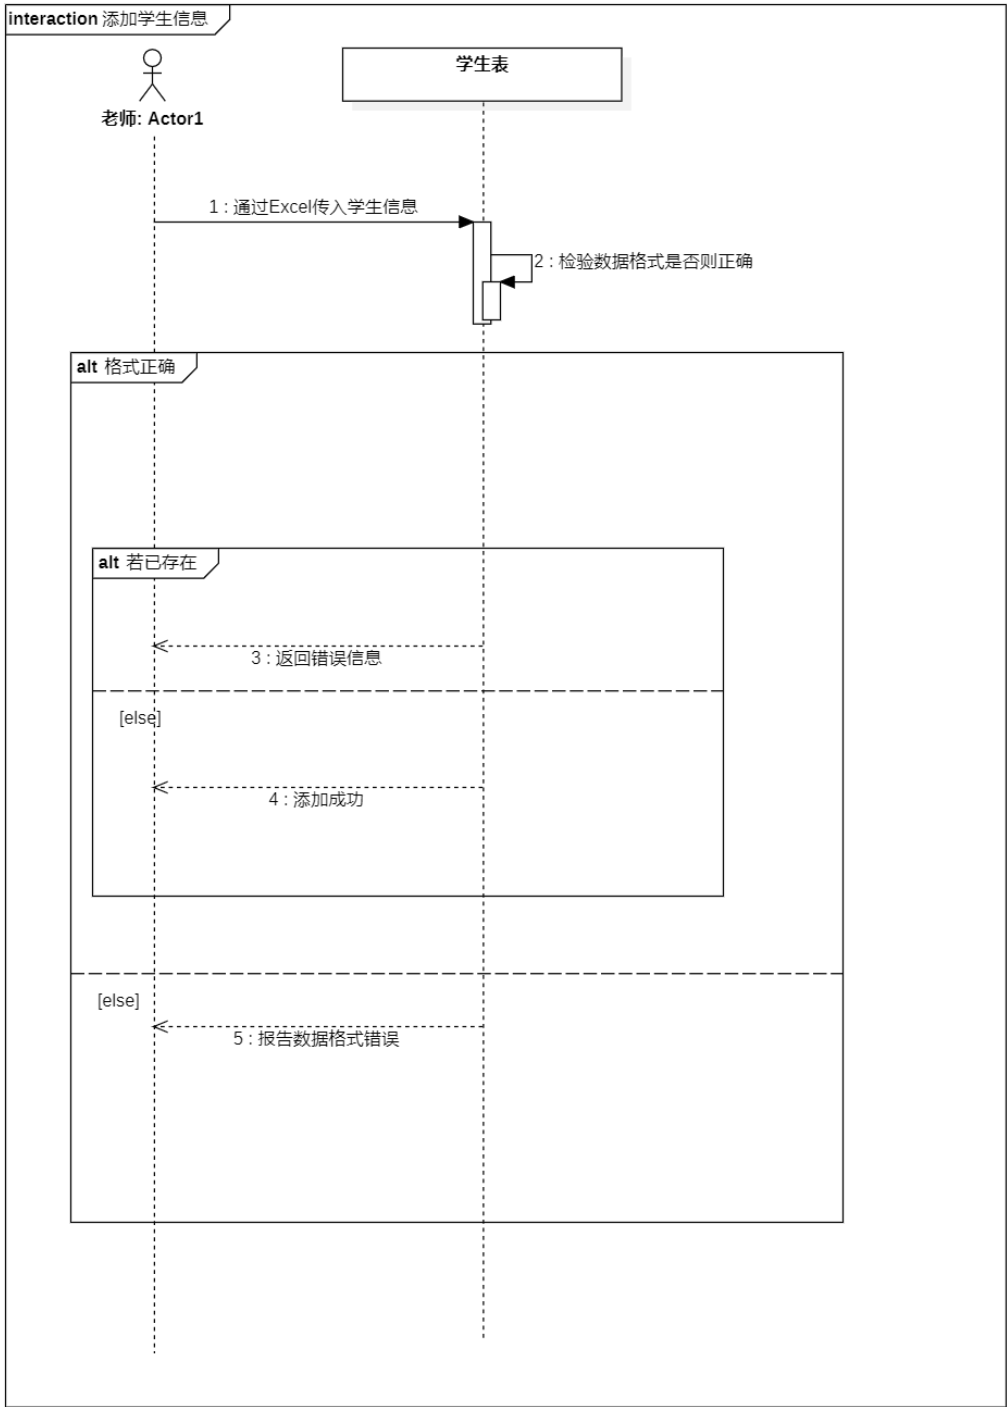 interaction 添加学生信息
学生表
老师: Actor1
1 : 通过Excel传入学生信息
2 : 检验数据格式是否则正确
alt 格式正确
alt 若已存在
3 : 返回错误信息
[else]
4 : 添加成功
[else]
5 : 报告数据格式错误